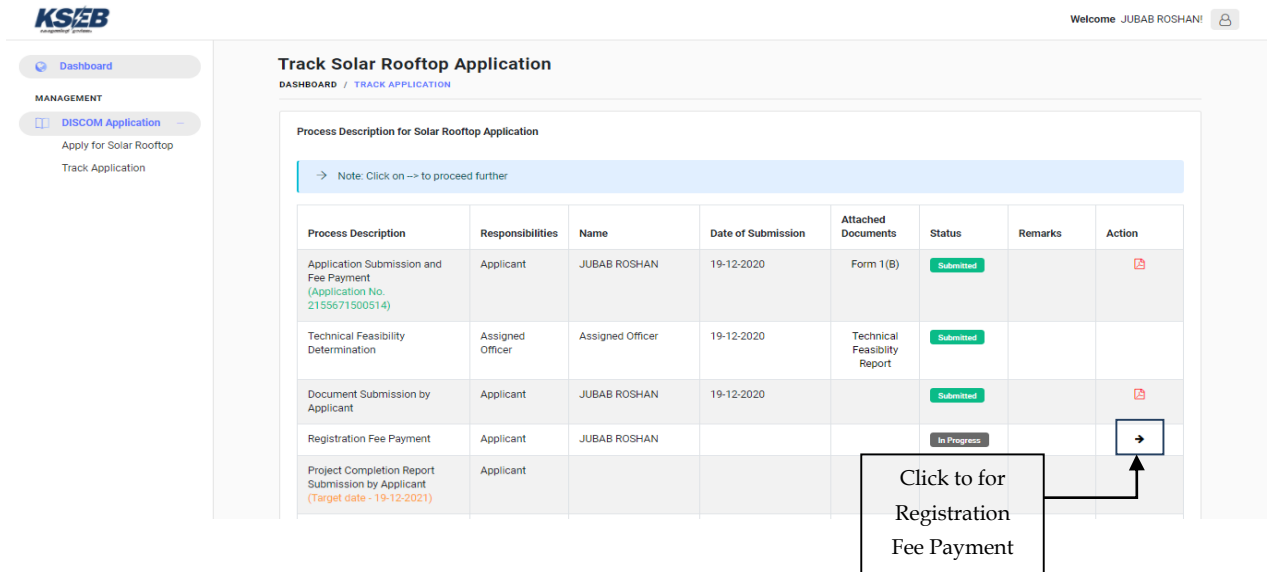 KSEB
Welcome JUBAB ROSHAN!
Dashboard
MANAGEMENT
DISCOM Application
Apply for Solar Rooftop
Track Application
Track Solar Rooftop Application
DASHBOARD / TRACK APPLICATION
Process Description for Solar Rooftop Application
→ Note: Click on --> to proceed further
Process Description Responsibilities Name Date of Submission Attached Documents Status Remarks Action
Application Submission and Applicant JUBAB ROSHAN 19-12-2020 Form 1(B) Submitted
Fee Payment
(Application No.
2155671500514)
Technical Feasibility Assigned Assigned Officer 19-12-2020 Technical Submitted
Determination Officer Feasiblity
Report
Document Submission by Applicant JUBAB ROSHAN 19-12-2020 Submitted
Applicant
Registration Fee Payment Applicant JUBAB ROSHAN In Progress →
Project Completion Report Applicant
Submission by Applicant
(Target date - 19-12-2021)
Click to for
Registration
Fee Payment